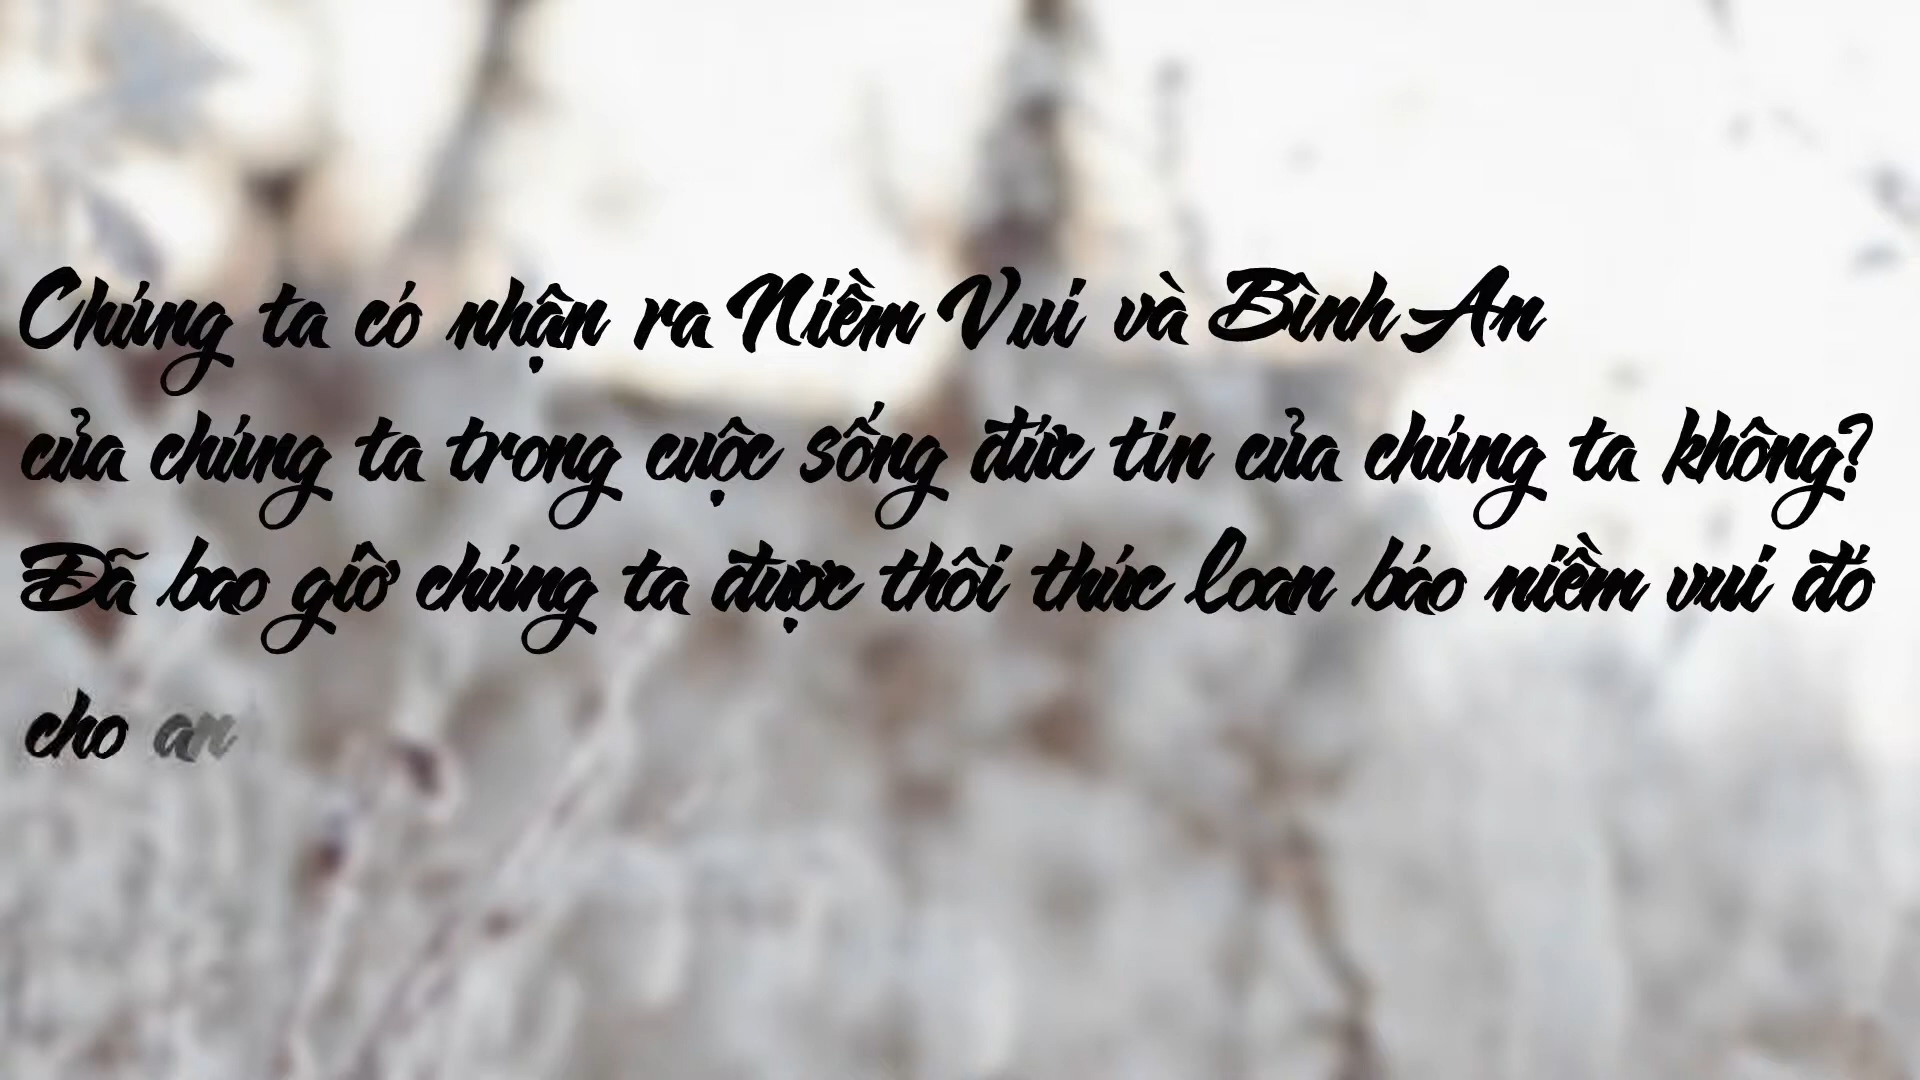 Chúng ta có nhận ra Niềm Vui và Bình An
của chúng ta trong cuộc sống đức tin của chúng ta không?
Đã bao giờ chúng ta được thôi thúc loan báo niềm vui đó
cho an